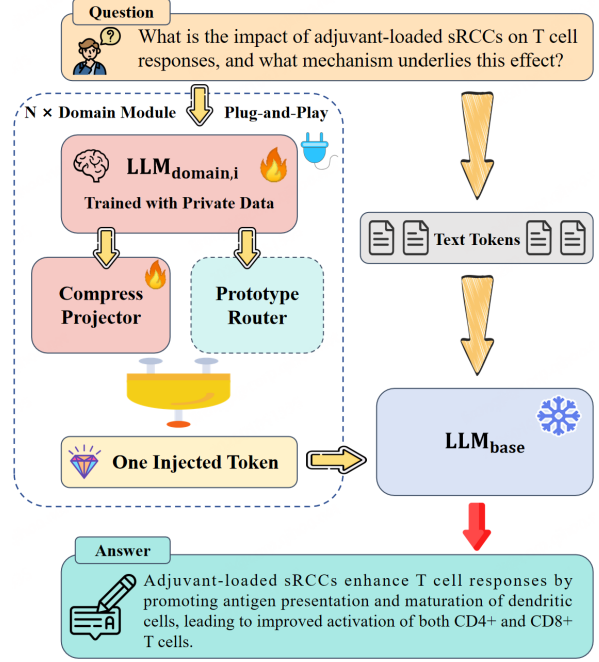 Question
What is the impact of adjuvant-loaded sRCCs on T cell
responses, and what mechanism underlies this effect?
N × Domain Module Plug-and-Play
LLM_domain,i
Trained with Private Data
Compress
Projector
Prototype
Router
One Injected Token
Text Tokens
LLM_base
Answer
Adjuvant-loaded sRCCs enhance T cell responses by
promoting antigen presentation and maturation of dendritic
cells, leading to improved activation of both CD4+ and CD8+
T cells.
A